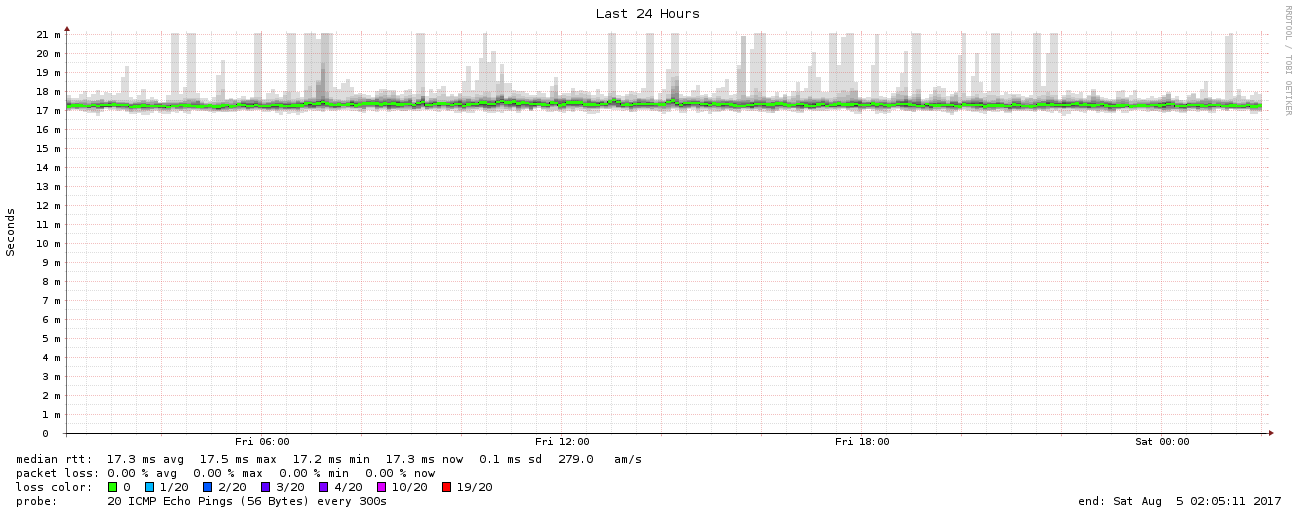 Last 24 Hours
RRDTOOL / TOBI OETIKER
21 m
20 m
19 m
18 m
17 m
16 m
15 m
14 m
13 m
12 m
11 m
10 m
9 m
8 m
7 m
6 m
5 m
4 m
3 m
2 m
1 m
0
Seconds
Fri 06:00 Fri 12:00 Fri 18:00 Sat 00:00
median rtt: 17.3 ms avg 17.5 ms max 17.2 ms min 17.3 ms now 0.1 ms sd 279.0 am/s
packet loss: 0.00 % avg 0.00 % max 0.00 % min 0.00 % now
loss color: 0 1/20 2/20 3/20 4/20 10/20 19/20
probe: 20 ICMP Echo Pings (56 Bytes) every 300s end: Sat Aug 5 02:05:11 2017